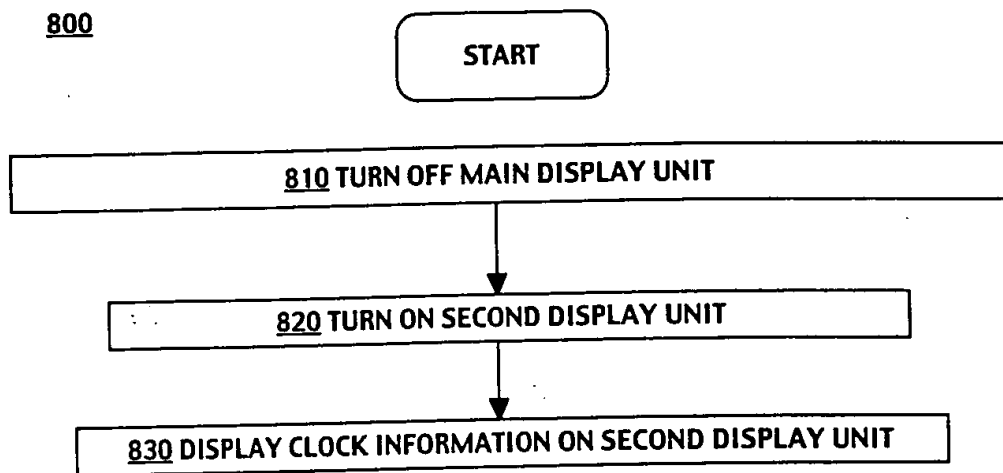 800
START
810 TURN OFF MAIN DISPLAY UNIT
820 TURN ON SECOND DISPLAY UNIT
830 DISPLAY CLOCK INFORMATION ON SECOND DISPLAY UNIT